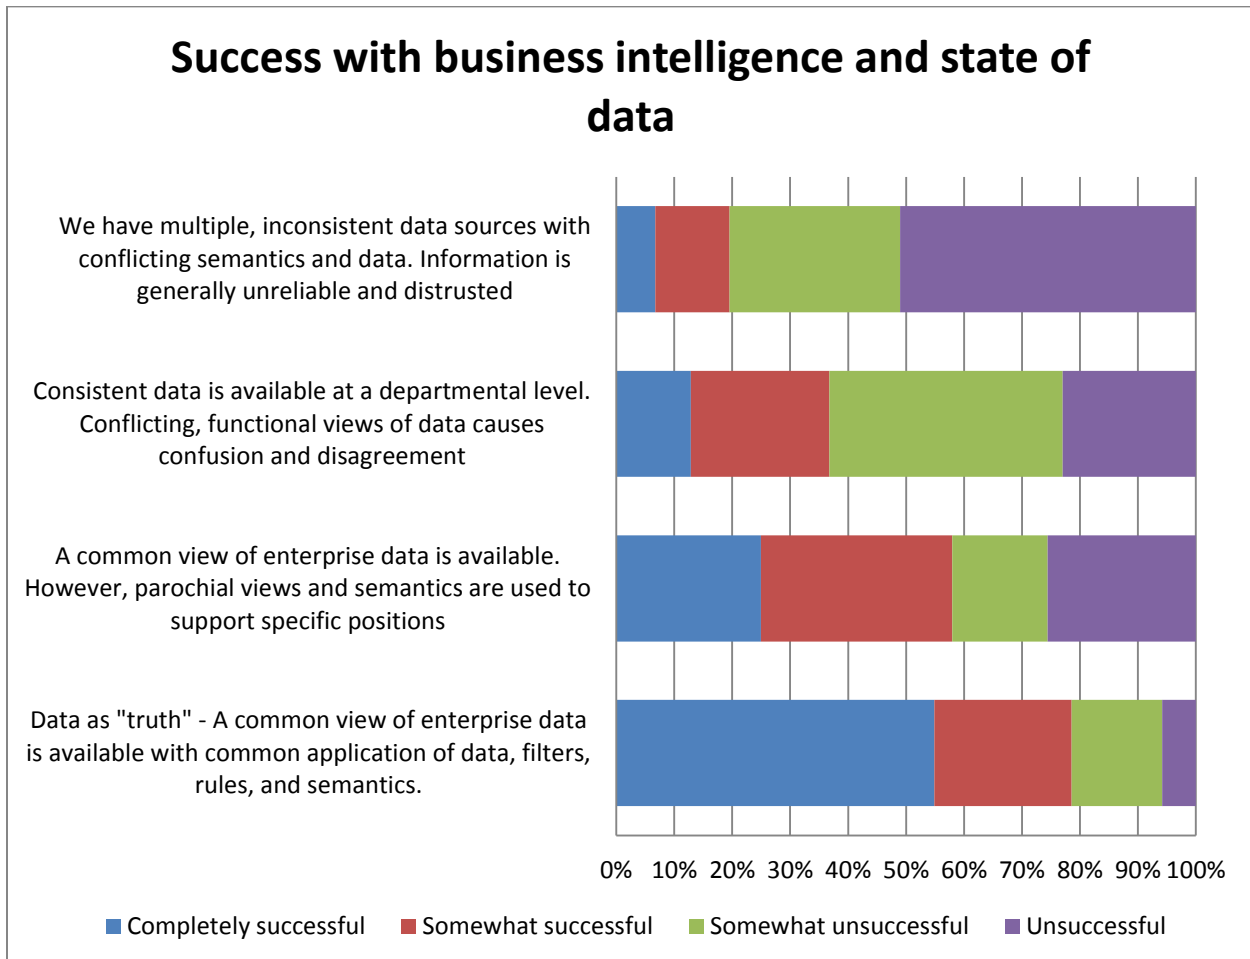 Success with business intelligence and state of
data
We have multiple, inconsistent data sources with
conflicting semantics and data. Information is
generally unreliable and distrusted
Consistent data is available at a departmental level.
Conflicting, functional views of data causes
confusion and disagreement
A common view of enterprise data is available.
However, parochial views and semantics are used to
support specific positions
Data as "truth" - A common view of enterprise data
is available with common application of data, filters,
rules, and semantics.
0% 10% 20% 30% 40% 50% 60% 70% 80% 90% 100%
Completely successful Somewhat successful Somewhat unsuccessful Unsuccessful